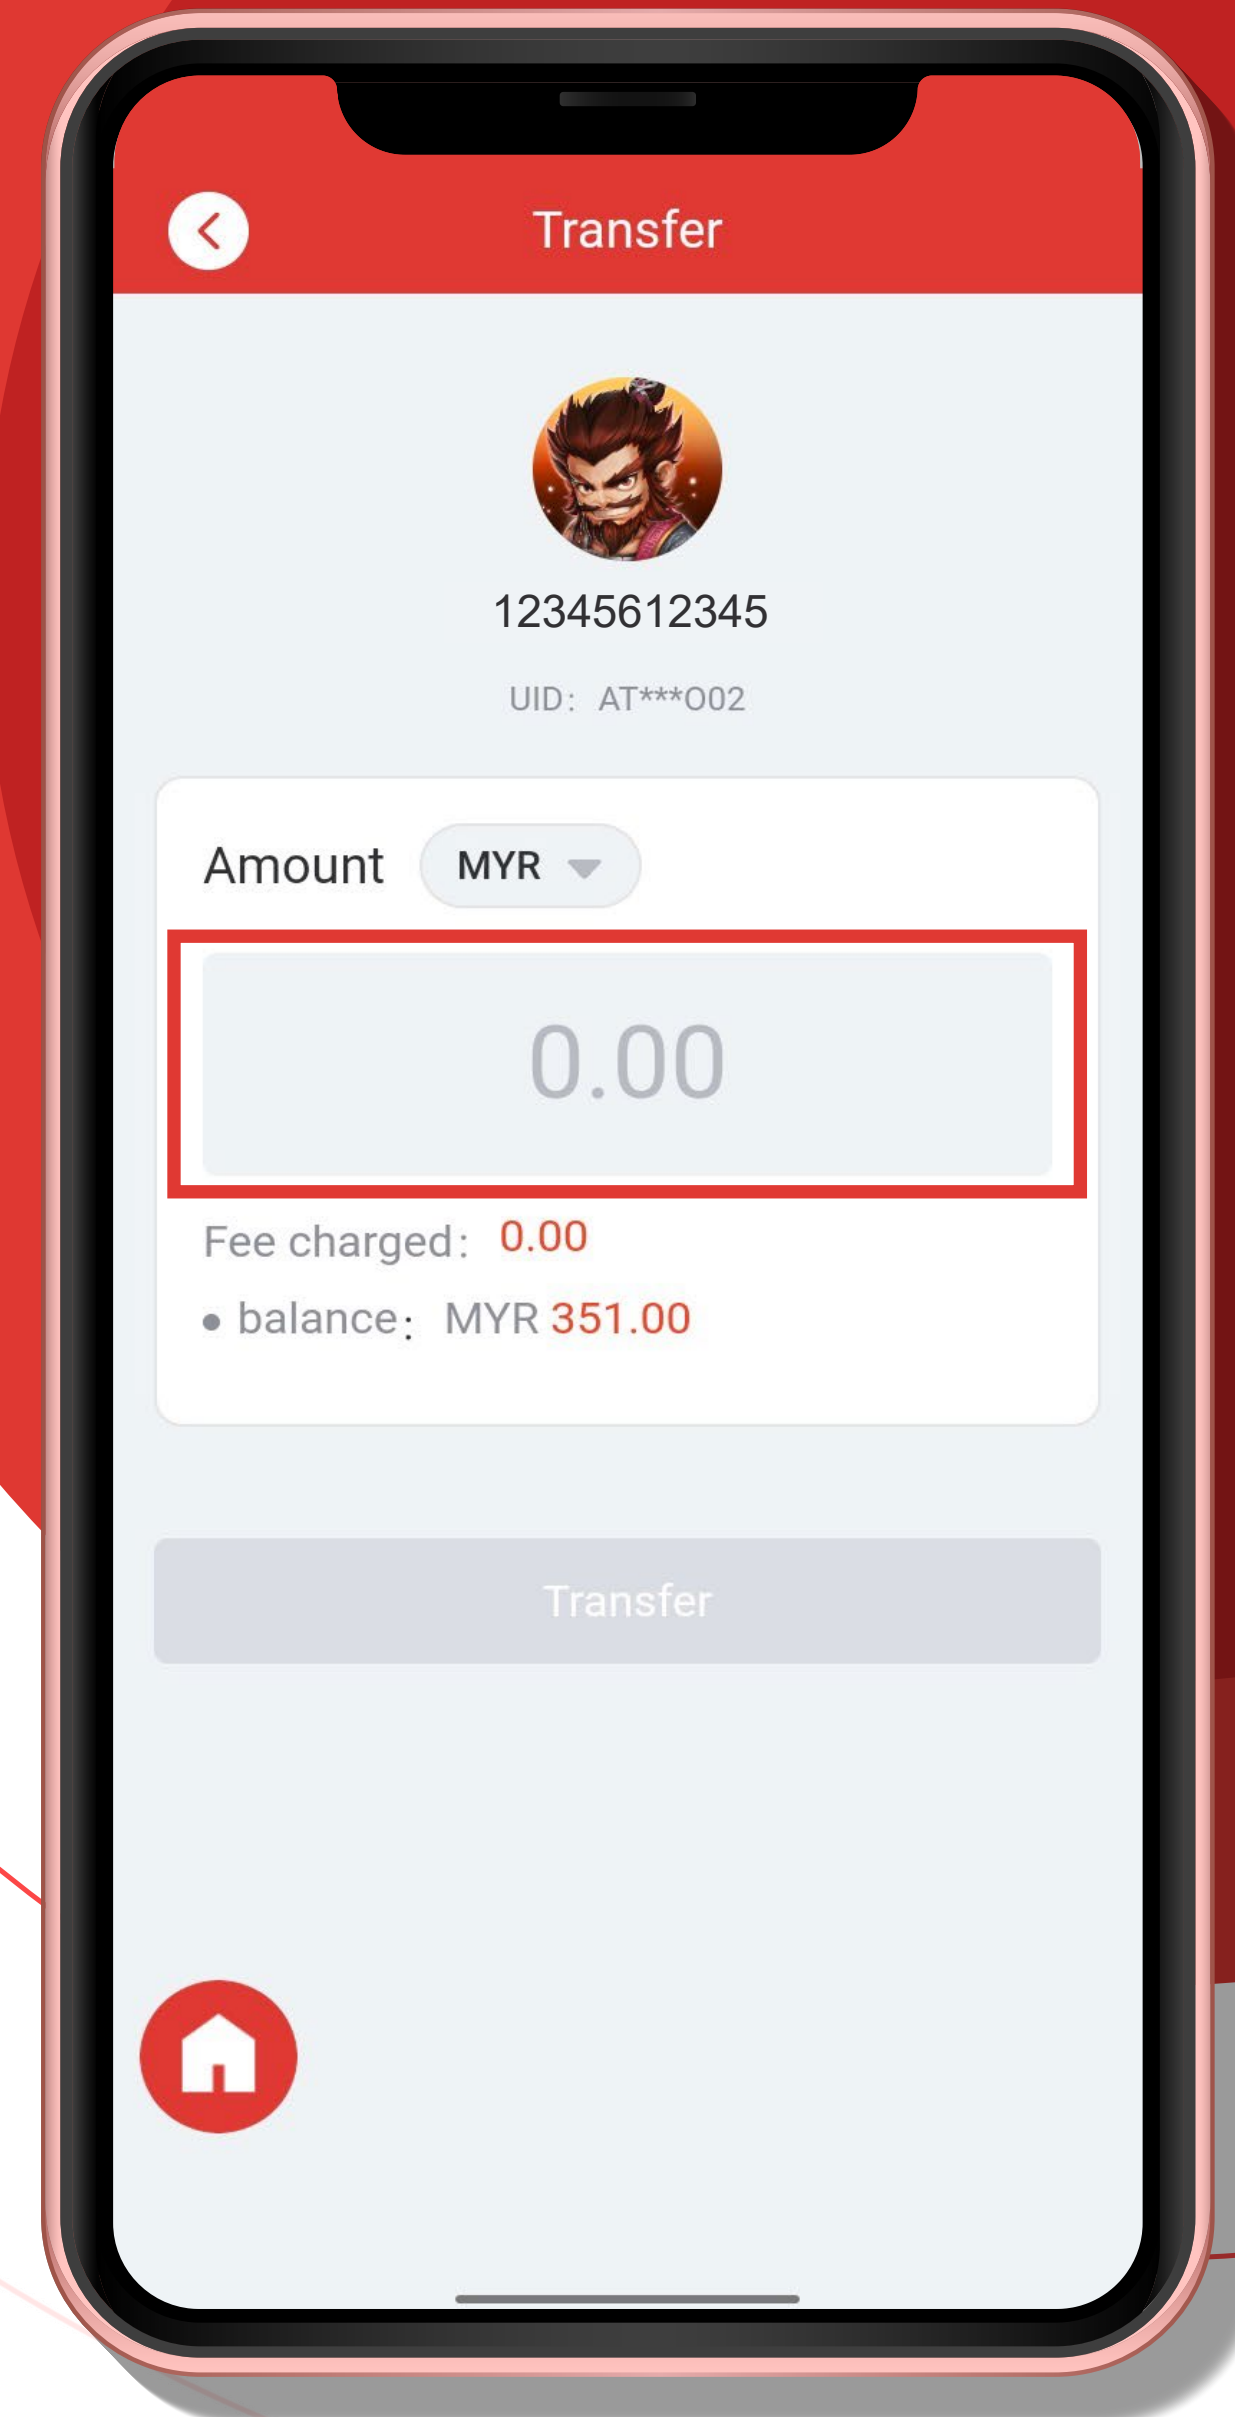 Transfer
12345612345
UID: AT***O02
Amount MYR
0.00
Fee charged: 0.00
• balance: MYR 351.00
Transfer